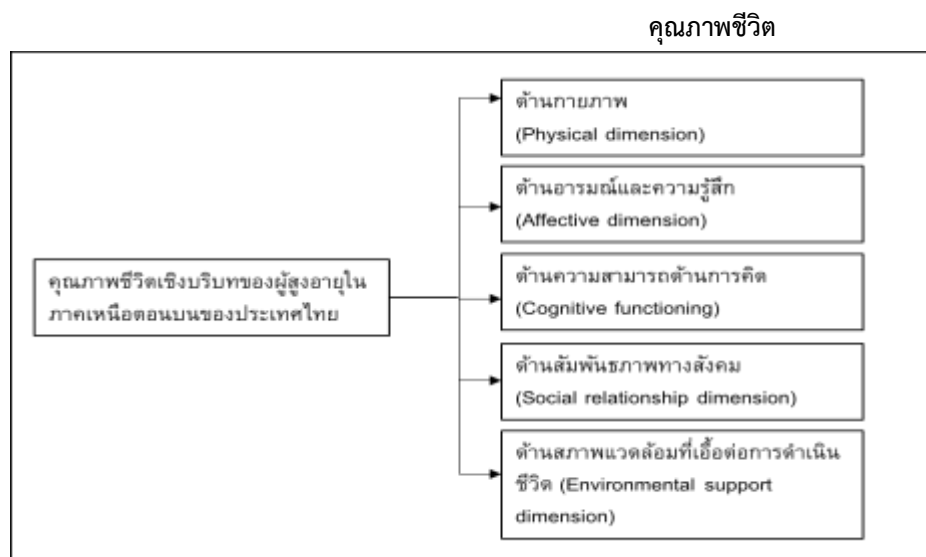 คุณภาพชีวิต
ด้านกายภาพ
(Physical dimension)
ด้านอารมณ์และความรู้สึก
(Affective dimension)
คุณภาพชีวิตเชิงบริบทของผู้สูงอายุใน
ภาคเหนือตอนบนของประเทศไทย
ด้านความสามารถด้านการคิด
(Cognitive functioning)
ด้านสัมพันธภาพทางสังคม
(Social relationship dimension)
ด้านสภาพแวดล้อมที่เอื้อต่อการดำเนิน
ชีวิต (Environmental support
dimension)